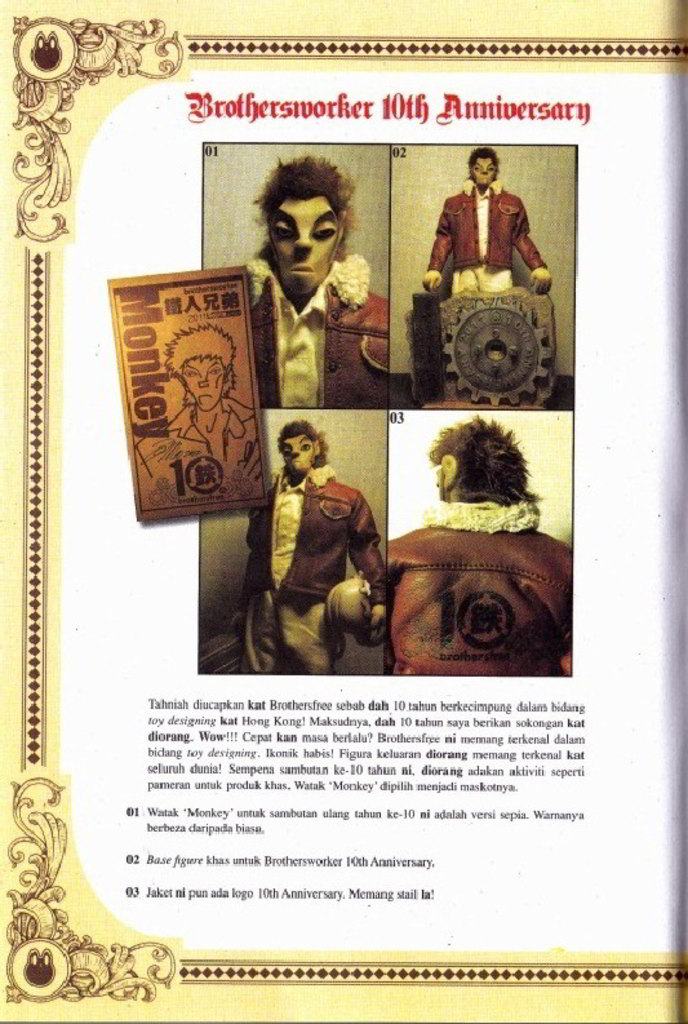 Brothersworker 10th Anniversary
01
02
brothersworker
鐵人兄弟
Monkey
10 鉄
brothersfree
03
10 鉄
brothersfree
Tahniah diucapkan kat Brothersfree sebab dah 10 tahun berkecimpung dalam bidang
toy designing kat Hong Kong! Maksudnya, dah 10 tahun saya berikan sokongan kat
diorang. Wow!!! Cepat kan masa berlalu? Brothersfree ni memang terkenal dalam
bidang toy designing. Ikonik habis! Figura keluaran diorang memang terkenal kat
seluruh dunia! Sempena sambutan ke-10 tahun ni, diorang adakan aktiviti seperti
pameran untuk produk khas. Watak 'Monkey' dipilih menjadi maskotnya.
01 Watak 'Monkey' untuk sambutan ulang tahun ke-10 ni adalah versi sepia. Warnanya
berbeza daripada biasa.
02 Base figure khas untuk Brothersworker 10th Anniversary.
03 Jaket ni pun ada logo 10th Anniversary. Memang stail la!